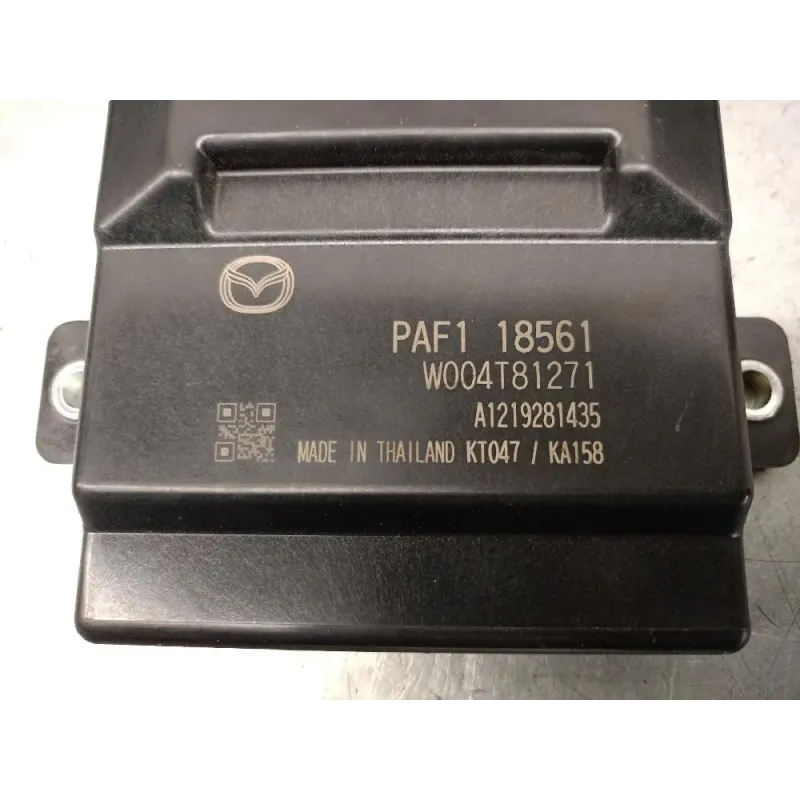 PAF1 18561
W004T81271
A1219281435
MADE IN THAILAND KT047 / KA158